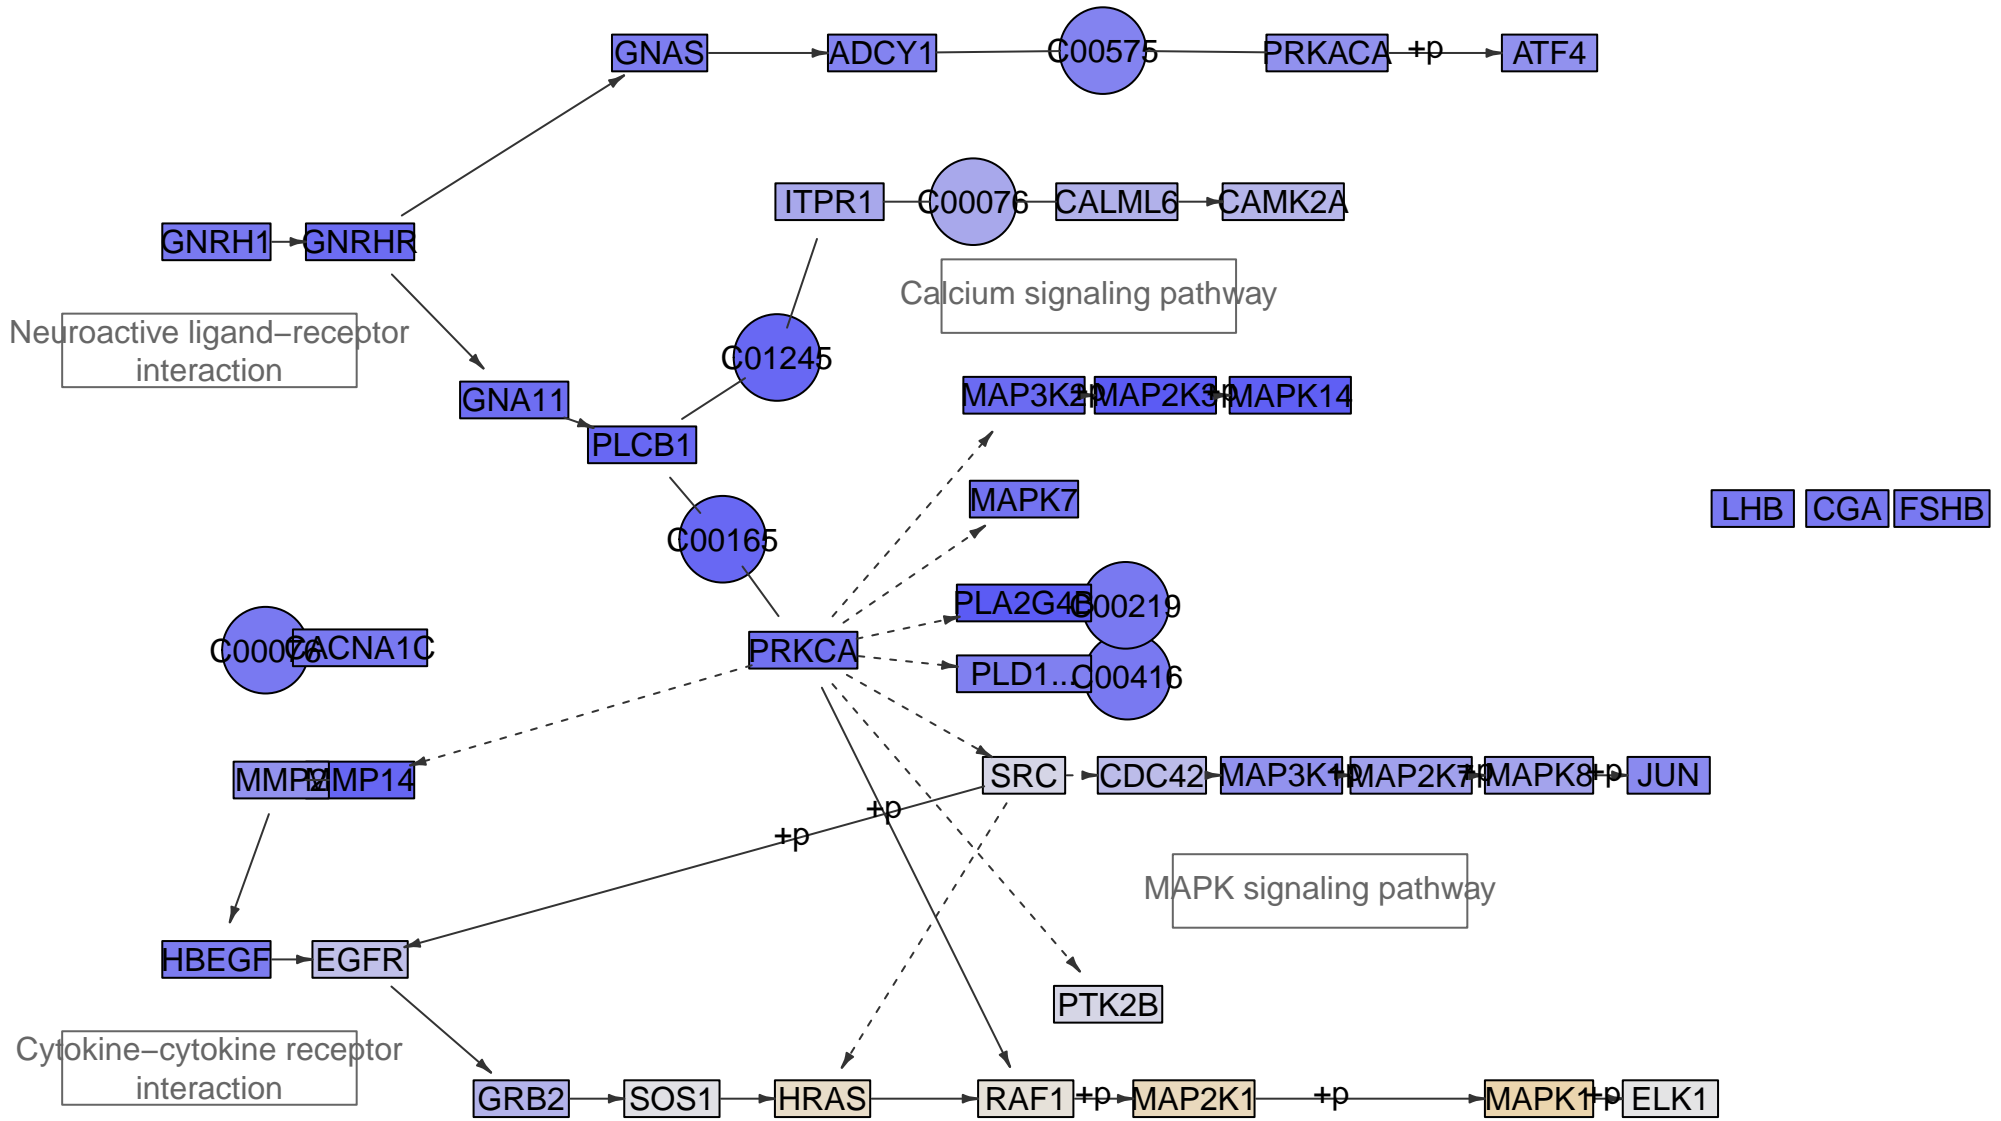 GNAS
ADCY1
C00575
PRKACA
+p
ATF4
ITPR1
C00076
CALML6
CAMK2A
GNRH1
GNRHR
Calcium signaling pathway
Neuroactive ligand−receptor
interaction
C01245
GNA11
MAP3K2
+p
MAP2K3
+p
MAPK14
PLCB1
MAPK7
LHB
CGA
FSHB
C00165
PLA2G4B
C00219
C00076
CACNA1C
PRKCA
PLD1...
C00416
MMP2
MMP14
SRC
CDC42
MAP3K1
+p
MAP2K7
+p
MAPK8
+p
JUN
+p
+p
MAPK signaling pathway
HBEGF
EGFR
PTK2B
Cytokine−cytokine receptor
interaction
GRB2
SOS1
HRAS
RAF1
+p
MAP2K1
+p
MAPK1
+p
ELK1